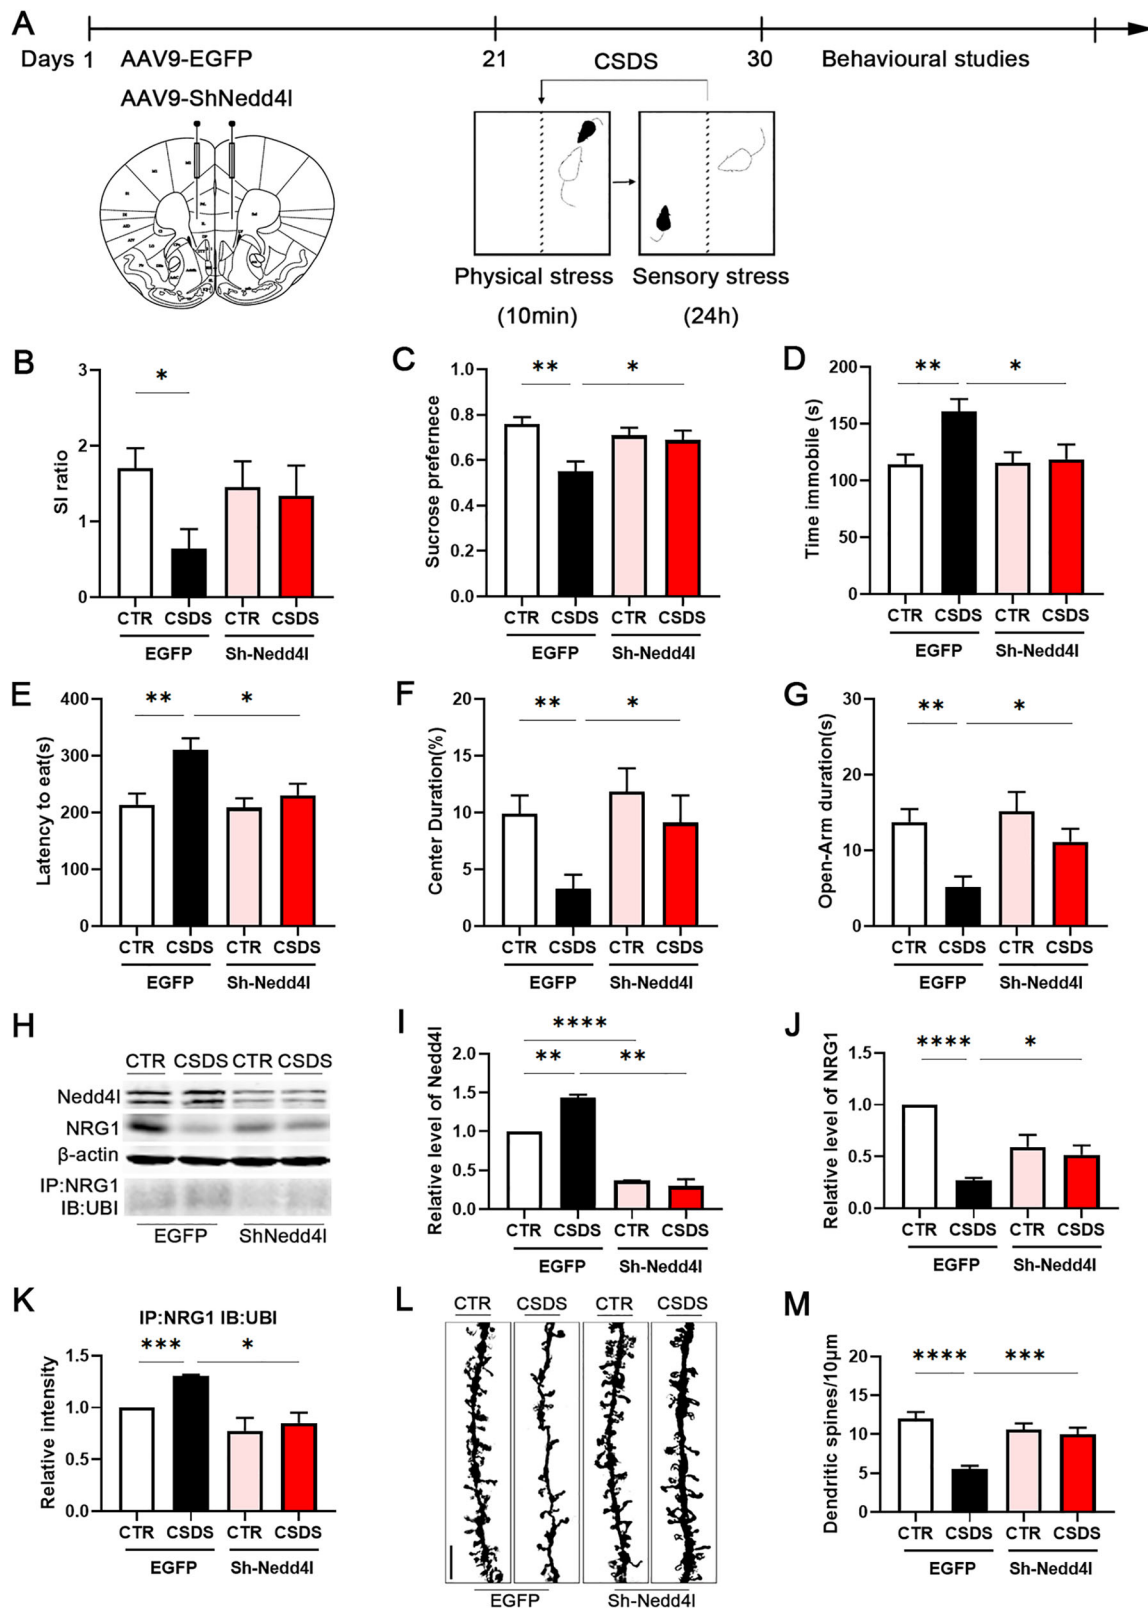 A
Days 1 AAV9-EGFP 21 CSDS 30 Behavioural studies
AAV9-ShNedd4l
Physical stress Sensory stress
(10min) (24h)
B
SI ratio
3
2
1
0
*
CTR CSDS CTR CSDS
EGFP Sh-Nedd4l
C
Sucrose prefernece
1.0
0.8
0.6
0.4
0.2
0.0
** *
CTR CSDS CTR CSDS
EGFP Sh-Nedd4l
D
Time immobile (s)
200
150
100
50
0
** *
CTR CSDS CTR CSDS
EGFP Sh-Nedd4l
E
Latency to eat(s)
400
300
200
100
0
** *
CTR CSDS CTR CSDS
EGFP Sh-Nedd4l
F
Center Duration(%)
20
15
10
5
0
** *
CTR CSDS CTR CSDS
EGFP Sh-Nedd4l
G
Open-Arm duration(s)
30
20
10
0
** *
CTR CSDS CTR CSDS
EGFP Sh-Nedd4l
H
CTR CSDS CTR CSDS
Nedd4l
NRG1
β-actin
IP:NRG1
IB:UBI
EGFP ShNedd4l
I
Relative level of Nedd4l
2.0
1.5
1.0
0.5
0.0
****
** **
CTR CSDS CTR CSDS
EGFP Sh-Nedd4l
J
Relative level of NRG1
1.5
1.0
0.5
0.0
**** *
CTR CSDS CTR CSDS
EGFP Sh-Nedd4l
K
IP:NRG1 IB:UBI
Relative intensity
1.5
1.0
0.5
0.0
*** *
CTR CSDS CTR CSDS
EGFP Sh-Nedd4l
L
CTR CSDS CTR CSDS
EGFP Sh-Nedd4l
M
Dendritic spines/10μm
20
15
10
5
0
**** ***
CTR CSDS CTR CSDS
EGFP Sh-Nedd4l